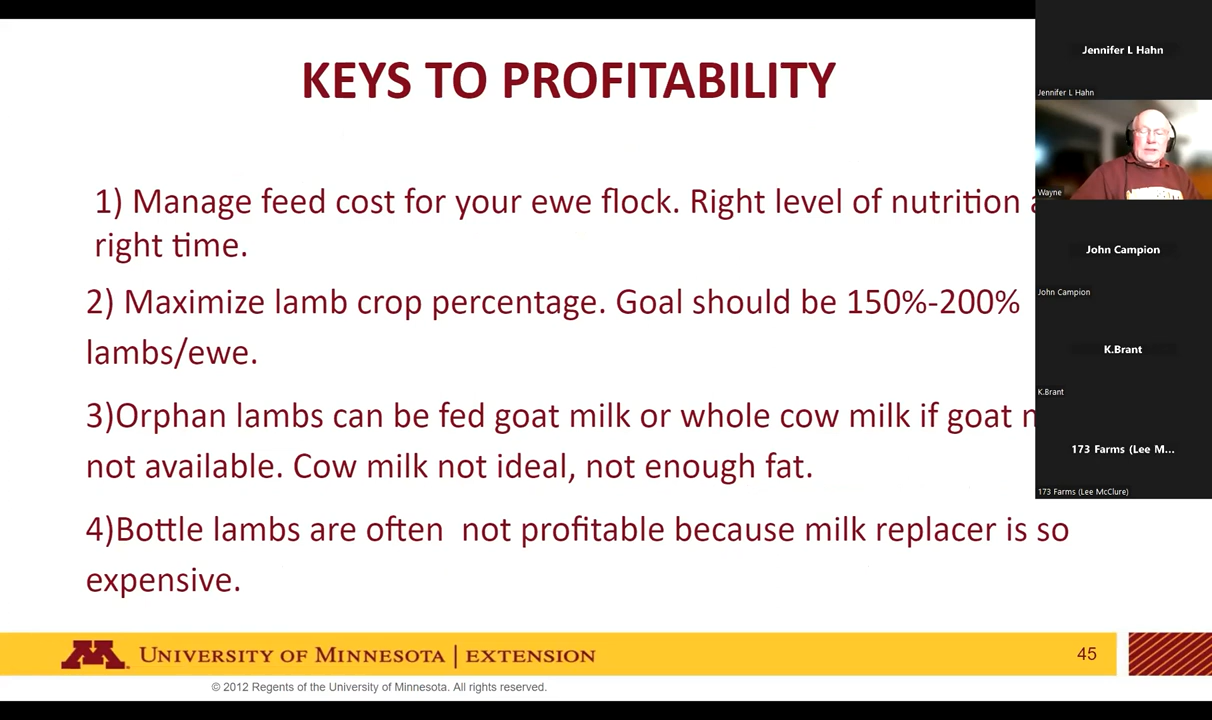 KEYS TO PROFITABILITY
1) Manage feed cost for your ewe flock. Right level of nutrition
right time.
2) Maximize lamb crop percentage. Goal should be 150%-200%
lambs/ewe.
3)Orphan lambs can be fed goat milk or whole cow milk if goat
not available. Cow milk not ideal, not enough fat.
4)Bottle lambs are often not profitable because milk replacer is so
expensive.
M UNIVERSITY OF MINNESOTA | EXTENSION
45
© 2012 Regents of the University of Minnesota. All rights reserved.
Jennifer L Hahn
Jennifer L Hahn
Wayne
John Campion
John Campion
K.Brant
K.Brant
173 Farms (Lee M...
173 Farms (Lee McClure)